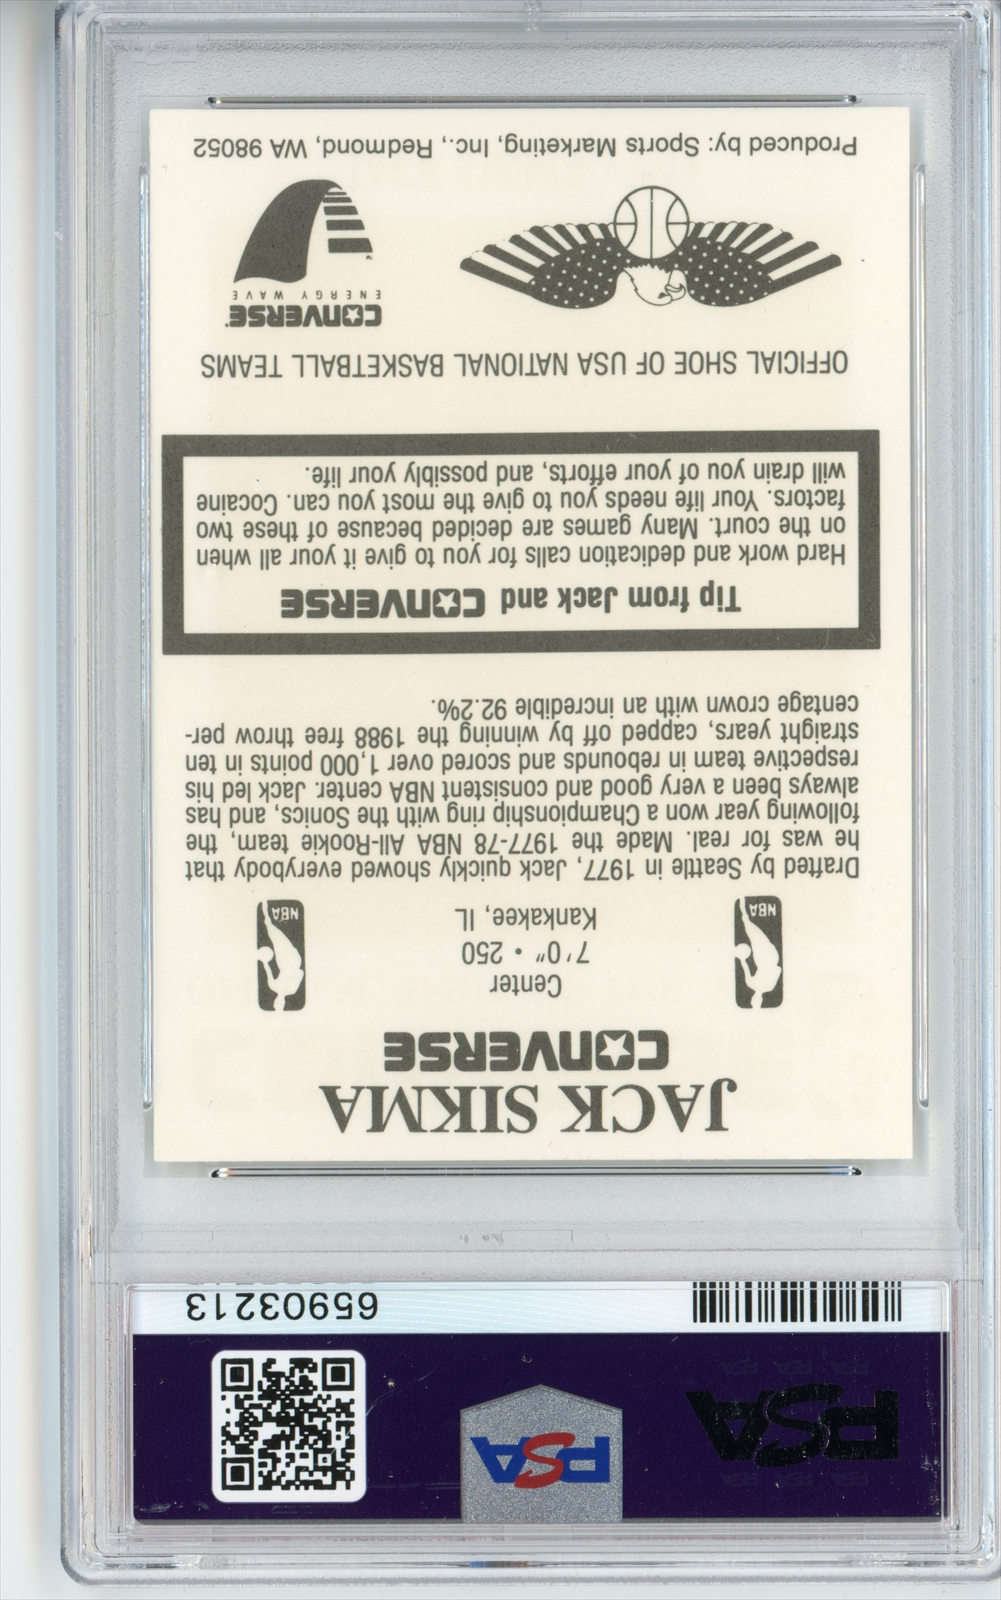 PSA
PSA
65903213
JACK SIKMA
CONVERSE
Center
7'0" • 250
Kankakee, IL
NBA
NBA
Drafted by Seattle in 1977, Jack quickly showed everybody that
he was for real. Made the 1977-78 NBA All-Rookie team, the
following year won a Championship ring with the Sonics, and has
always been a very good and consistent NBA center. Jack led his
respective team in rebounds and scored over 1,000 points in ten
straight years, capped off by winning the 1988 free throw per-
centage crown with an incredible 92.2%.
Tip from Jack and CONVERSE
Hard work and dedication calls for you to give it your all when
on the court. Many games are decided because of these two
factors. Your life needs you to give the most you can. Cocaine
will drain you of your efforts, and possibly your life.
OFFICIAL SHOE OF USA NATIONAL BASKETBALL TEAMS
CONVERSE
ENERGY WAVE
Produced by: Sports Marketing, Inc., Redmond, WA 98052